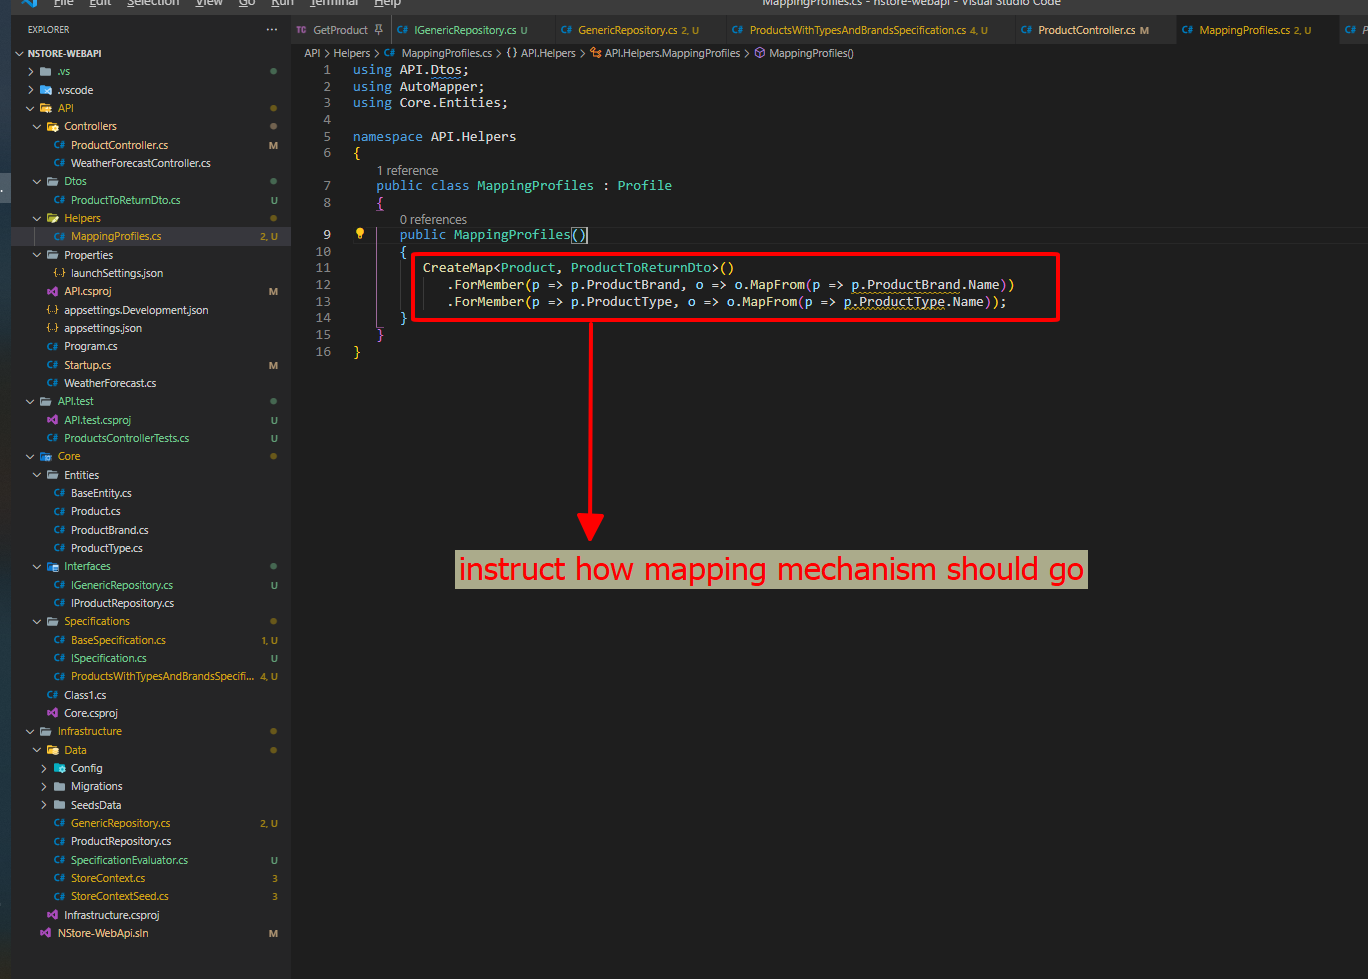 File Edit Selection View Go Run Terminal Help
MappingProfiles.cs - nstore-webapi - Visual Studio Code
EXPLORER ...
NSTORE-WEBAPI
.vs
.vscode
API
Controllers
ProductController.cs M
WeatherForecastController.cs
Dtos
ProductToReturnDto.cs U
Helpers
MappingProfiles.cs 2, U
Properties
launchSettings.json
API.csproj M
appsettings.Development.json
appsettings.json
Program.cs
Startup.cs M
WeatherForecast.cs
API.test
API.test.csproj U
ProductsControllerTests.cs U
Core
Entities
BaseEntity.cs
Product.cs
ProductBrand.cs
ProductType.cs
Interfaces
IGenericRepository.cs U
IProductRepository.cs
Specifications
BaseSpecification.cs 1, U
ISpecification.cs U
ProductsWithTypesAndBrandsSpecifi... 4, U
Class1.cs
Core.csproj
Infrastructure
Data
Config
Migrations
SeedsData
GenericRepository.cs 2, U
ProductRepository.cs
SpecificationEvaluator.cs U
StoreContext.cs 3
StoreContextSeed.cs 3
Infrastructure.csproj
NStore-WebApi.sln M
TC GetProduct C# IGenericRepository.cs U C# GenericRepository.cs 2, U C# ProductsWithTypesAndBrandsSpecification.cs 4, U C# ProductController.cs M C# MappingProfiles.cs 2, U C#
API > Helpers > C# MappingProfiles.cs > {} API.Helpers > API.Helpers.MappingProfiles > MappingProfiles()
1 using API.Dtos;
2 using AutoMapper;
3 using Core.Entities;
4
5 namespace API.Helpers
6 {
1 reference
7 public class MappingProfiles : Profile
8 {
0 references
9 public MappingProfiles()
10 {
11 CreateMap<Product, ProductToReturnDto>()
12 .ForMember(p => p.ProductBrand, o => o.MapFrom(p => p.ProductBrand.Name))
13 .ForMember(p => p.ProductType, o => o.MapFrom(p => p.ProductType.Name));
14 }
15 }
16 }
instruct how mapping mechanism should go